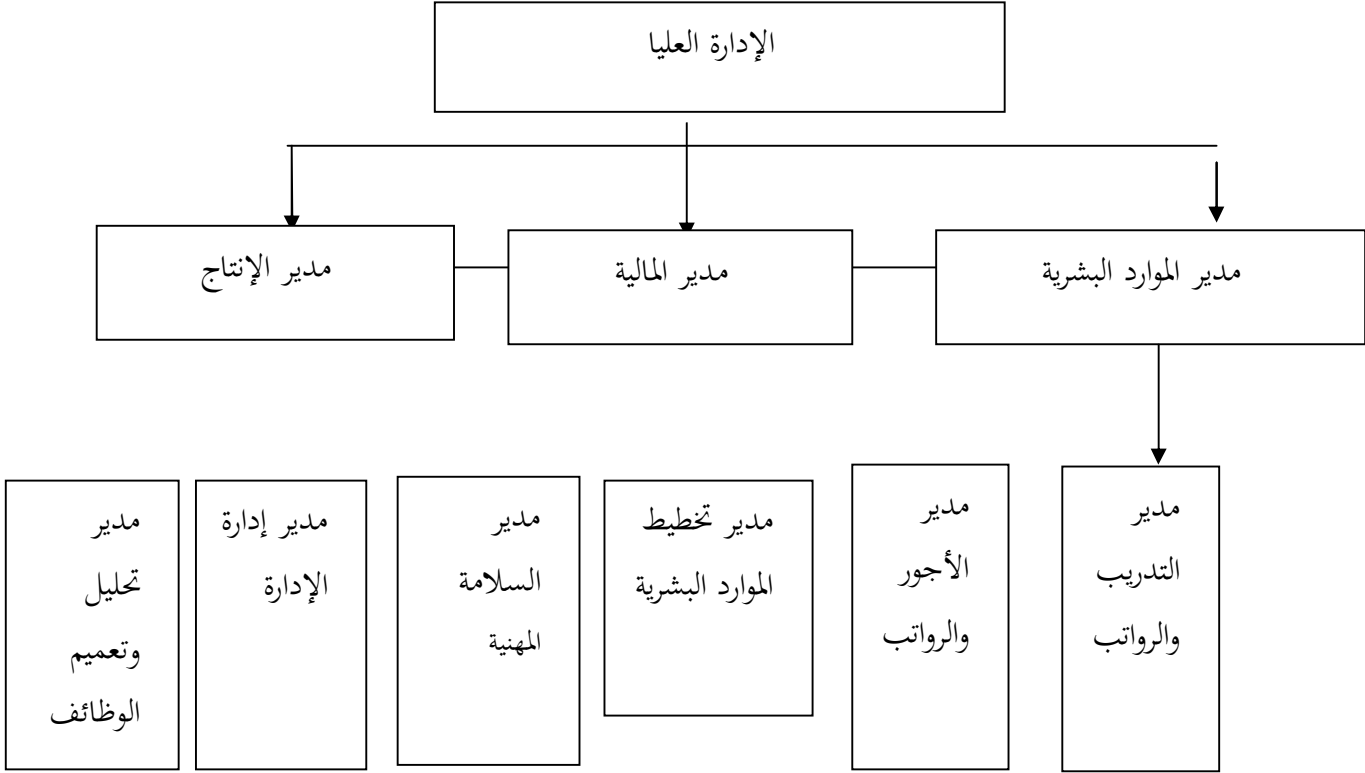 الإدارة العليا
مدير الموارد البشرية
مدير المالية
مدير الإنتاج
مدير
التدريب
والرواتب
مدير
الأجور
والرواتب
مدير تخطيط
الموارد البشرية
مدير
السلامة
المهنية
مدير إدارة
الإدارة
مدير
تحليل
وتعميم
الوظائف